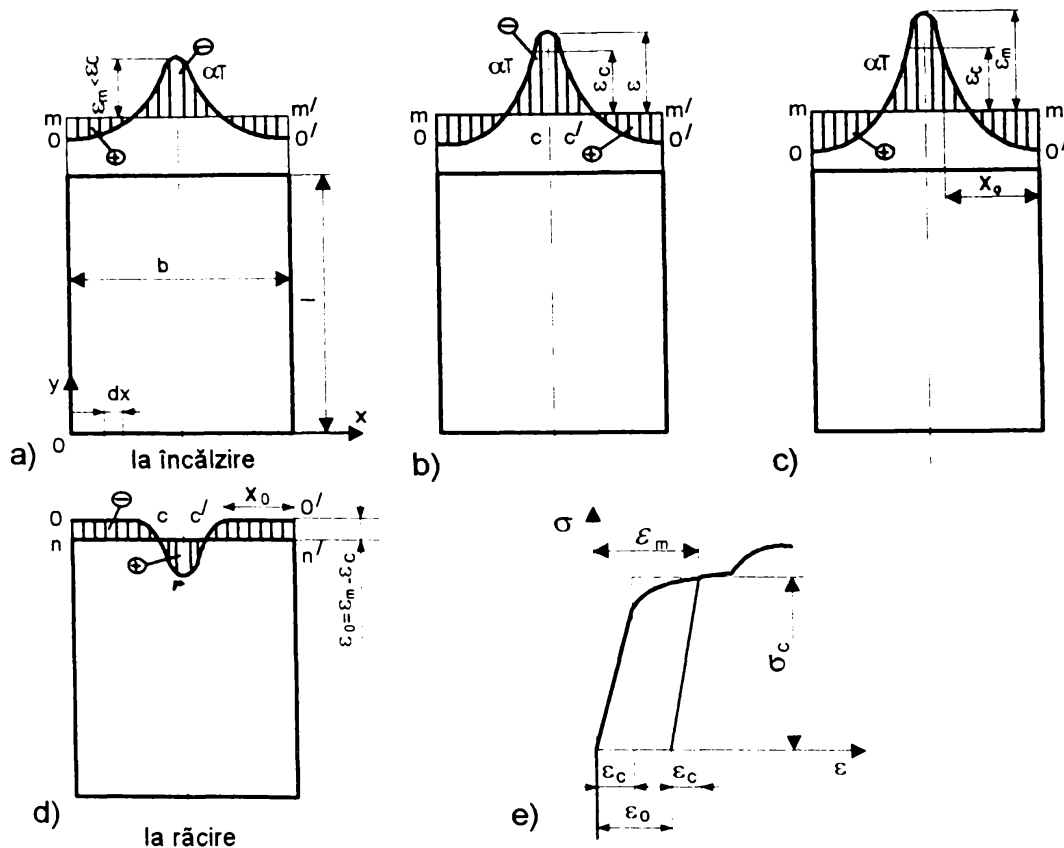 εm<εc
⊖
αT
m
m′
0
0′
⊕
b
l
y
dx
x
0
a)
la încălzire
⊖
αT
εc
ε
m
m′
c c′
0
0′
⊕
b)
αT
εc
εm
m
m′
0
0′
⊕
x₀
c)
⊖
0
c c′
x₀
0′
n
n′
⊕
r
ε₀=εm-εc
d)
la răcire
σ
εm
σc
ε
εc
εc
ε₀
e)